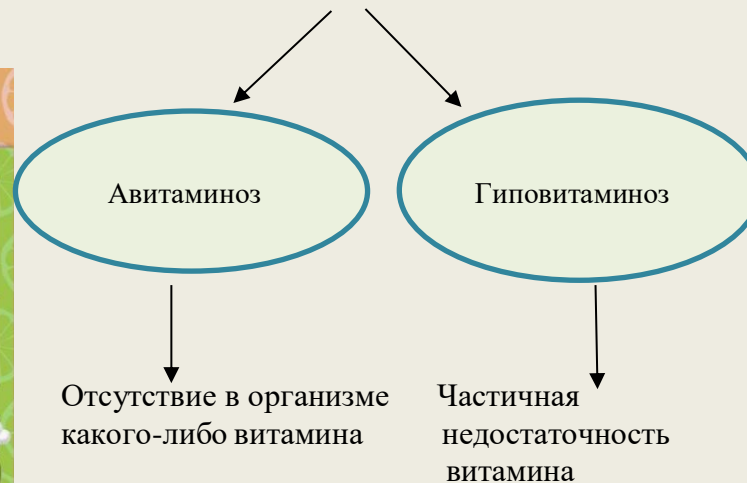 Авитаминоз
Гиповитаминоз
Отсутствие в организме
какого-либо витамина
Частичная
недостаточность
витамина